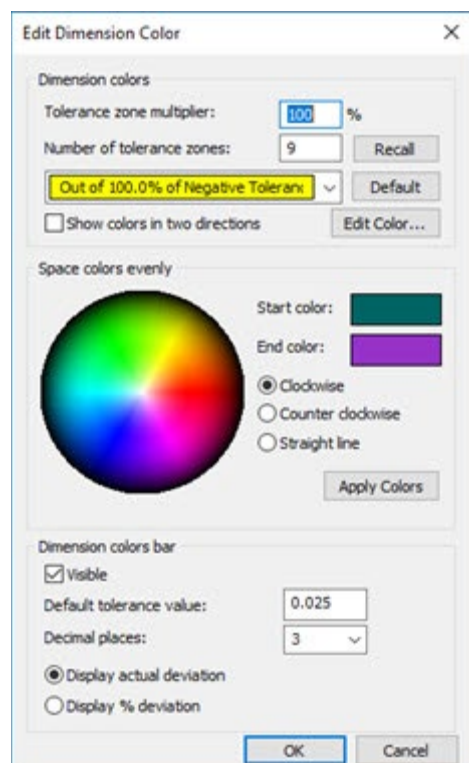 Edit Dimension Color
Dimension colors
Tolerance zone multiplier: 100 %
Number of tolerance zones: 9 Recall
Out of 100.0% of Negative Toleranc Default
Show colors in two directions Edit Color...
Space colors evenly
Start color:
End color:
Clockwise
Counter clockwise
Straight line
Apply Colors
Dimension colors bar
Visible
Default tolerance value: 0.025
Decimal places: 3
Display actual deviation
Display % deviation
OK Cancel